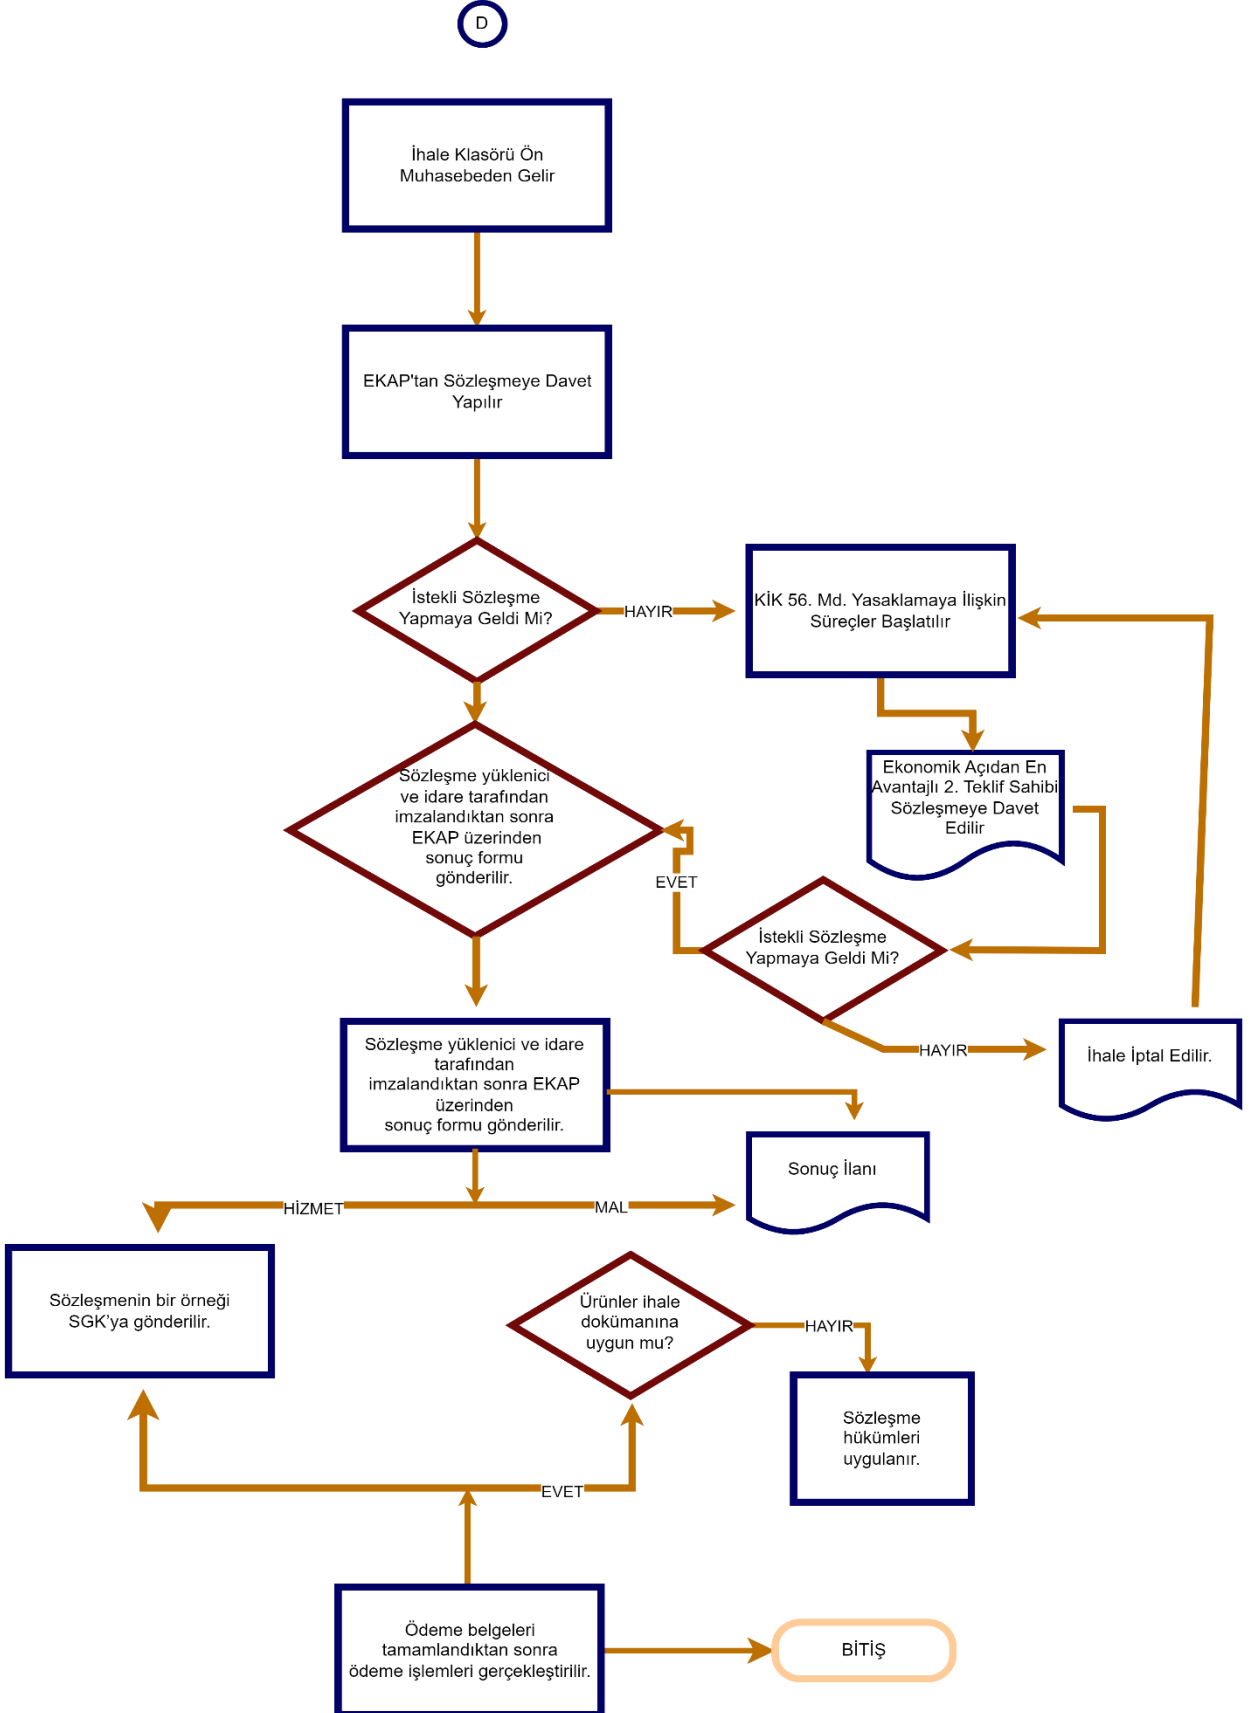 D
İhale Klasörü Ön
Muhasebeden Gelir
EKAP'tan Sözleşmeye Davet
Yapılır
İstekli Sözleşme
Yapmaya Geldi Mi?
HAYIR
KİK 56. Md. Yasaklamaya İlişkin
Süreçler Başlatılır
Ekonomik Açıdan En
Avantajlı 2. Teklif Sahibi
Sözleşmeye Davet
Edilir
Sözleşme yüklenici
ve idare tarafından
imzalandıktan sonra
EKAP üzerinden
sonuç formu
gönderilir.
EVET
İstekli Sözleşme
Yapmaya Geldi Mi?
HAYIR
İhale İptal Edilir.
Sözleşme yüklenici ve idare
tarafından
imzalandıktan sonra EKAP
üzerinden
sonuç formu gönderilir.
Sonuç İlanı
HİZMET
MAL
Sözleşmenin bir örneği
SGK’ya gönderilir.
Ürünler ihale
dokümanına
uygun mu?
HAYIR
Sözleşme
hükümleri
uygulanır.
EVET
Ödeme belgeleri
tamamlandıktan sonra
ödeme işlemleri gerçekleştirilir.
BİTİŞ